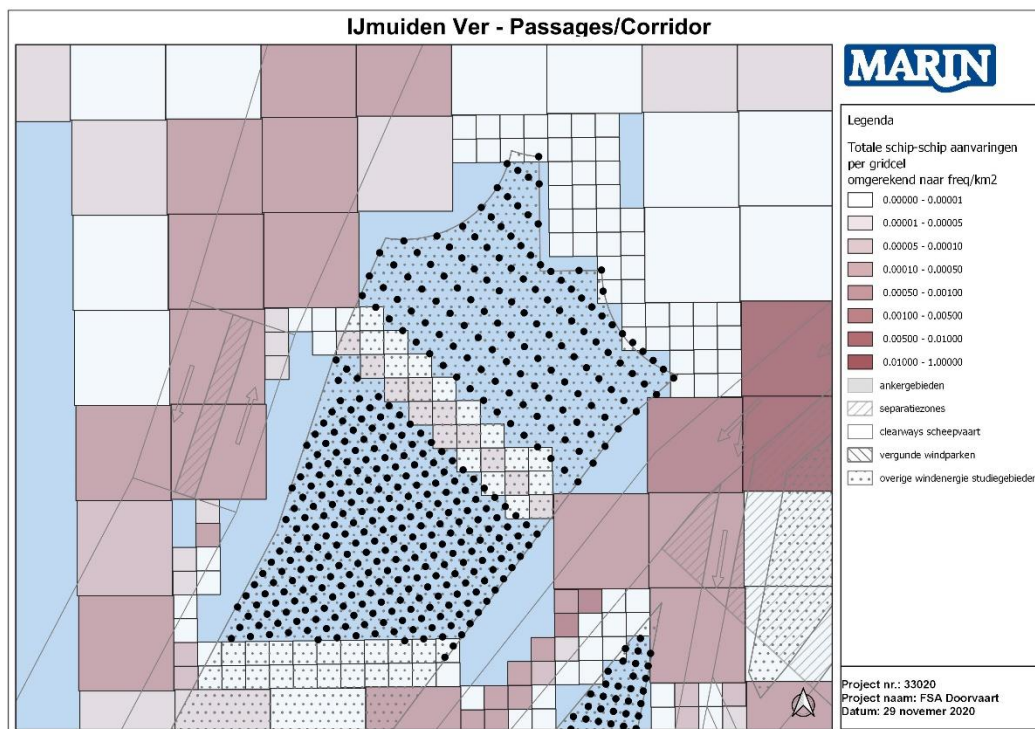 IJmuiden Ver - Passages/Corridor
MARIN
Legenda
Totale schip-schip aanvaringen
per gridcel
omgerekend naar freq/km2
0.00000 - 0.00001
0.00001 - 0.00005
0.00005 - 0.00010
0.00010 - 0.00050
0.00050 - 0.00100
0.00100 - 0.00500
0.00500 - 0.01000
0.01000 - 1.00000
ankergebieden
separatiezones
clearways scheepvaart
vergunde windparken
overige windenergie studiegebieden
Project nr.: 33020
Project naam: FSA Doorvaart
Datum: 29 novemer 2020